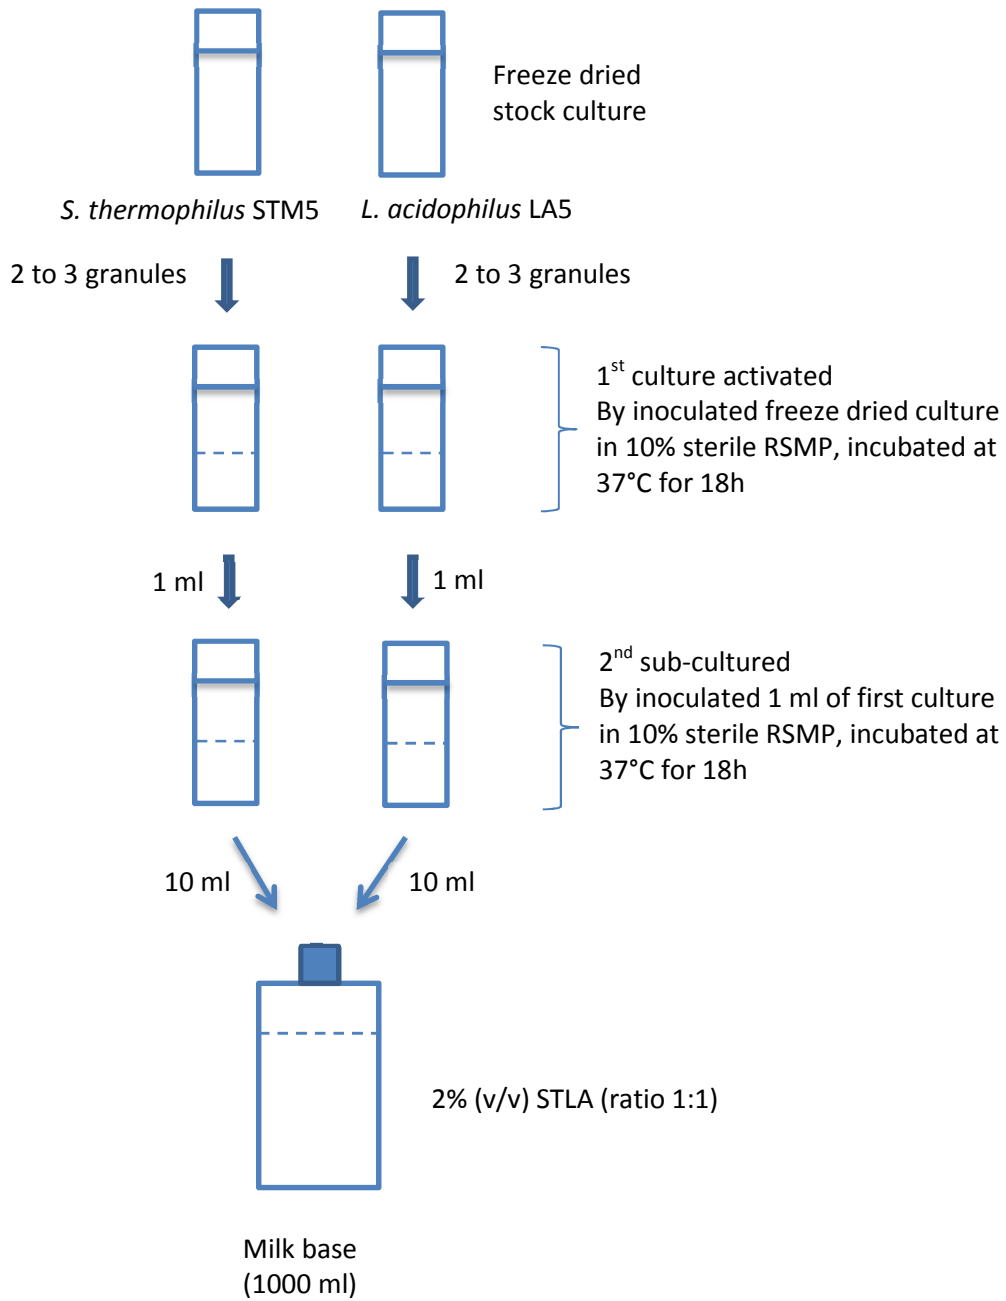 Freeze dried
stock culture
S. thermophilus STM5
L. acidophilus LA5
2 to 3 granules
2 to 3 granules
1st culture activated
By inoculated freeze dried culture
in 10% sterile RSMP, incubated at
37°C for 18h
1 ml
1 ml
2nd sub-cultured
By inoculated 1 ml of first culture
in 10% sterile RSMP, incubated at
37°C for 18h
10 ml
10 ml
2% (v/v) STLA (ratio 1:1)
Milk base
(1000 ml)